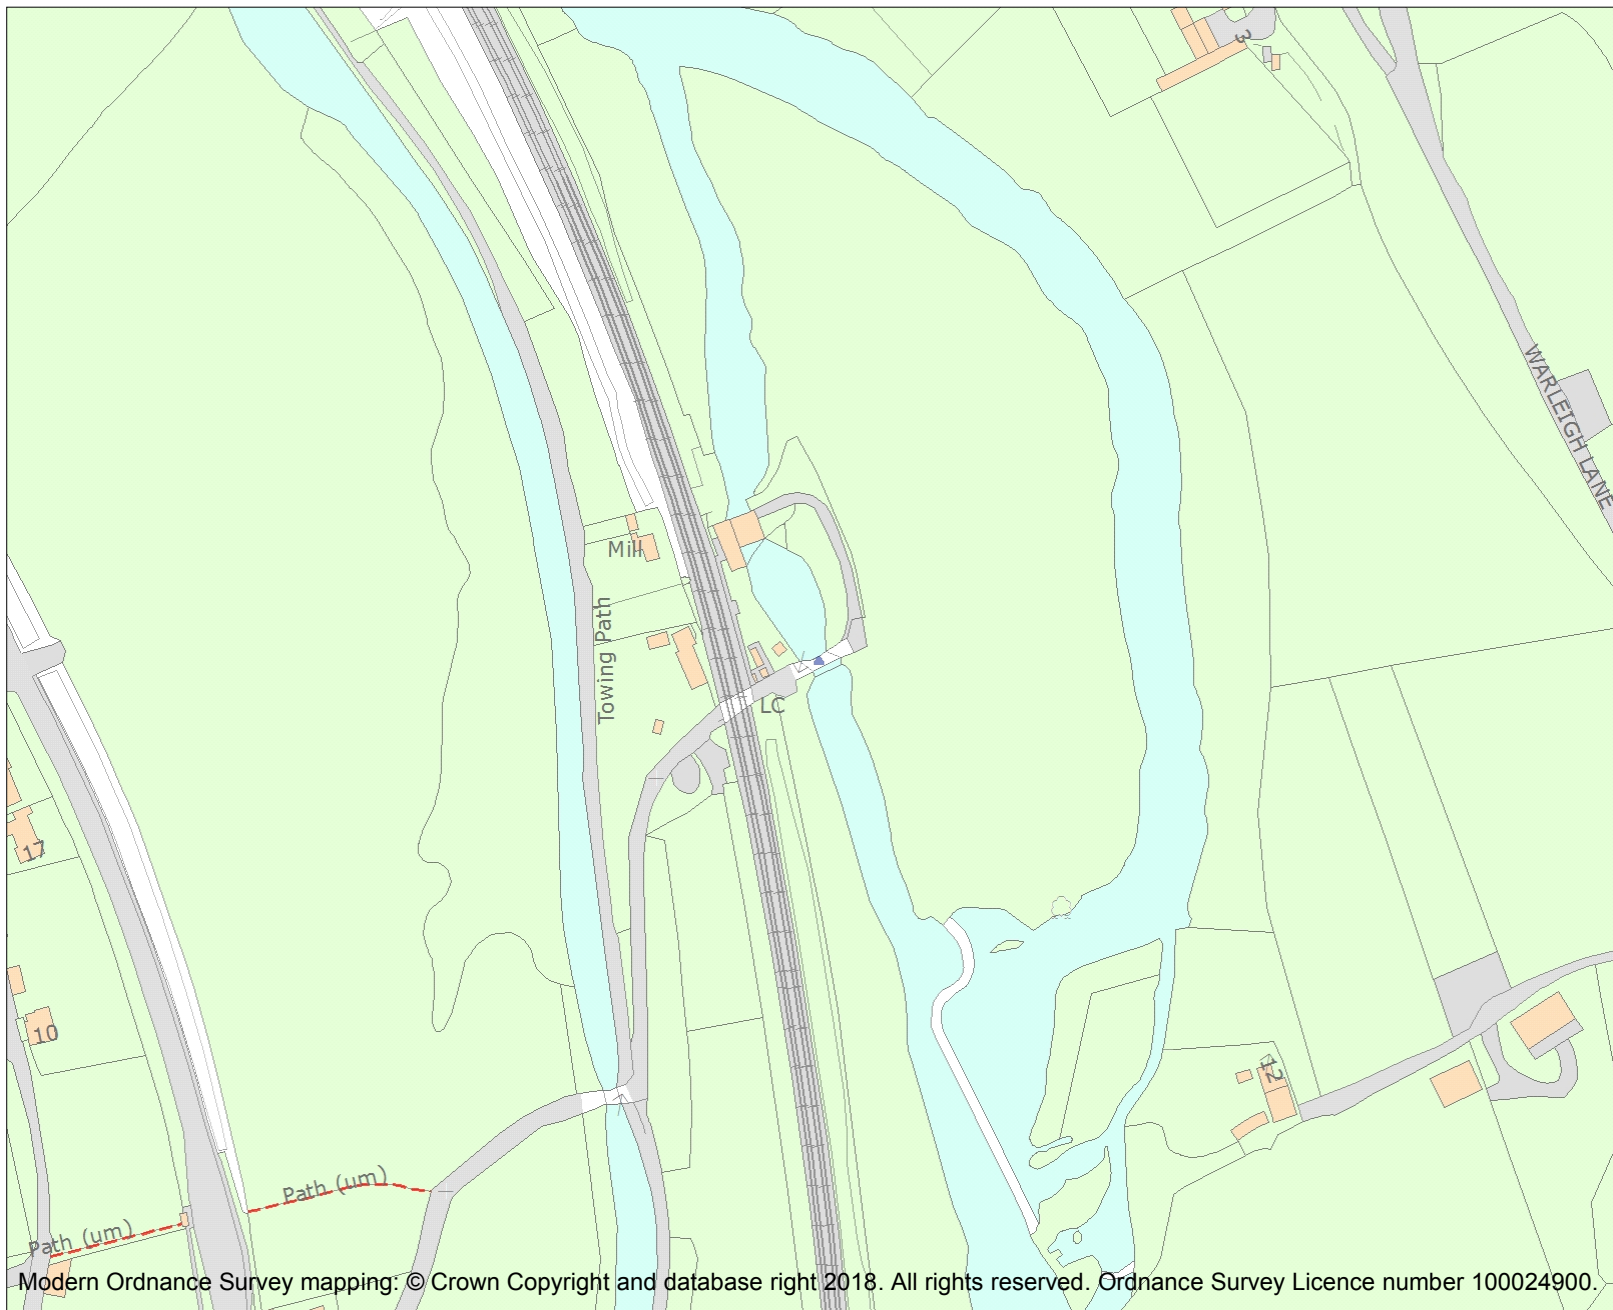 3
WARLEIGH LANE
Mill
Towing Path
LC
17
10
12
Path (um)
Path (um)
Modern Ordnance Survey mapping: © Crown Copyright and database right 2018. All rights reserved. Ordnance Survey Licence number 100024900.